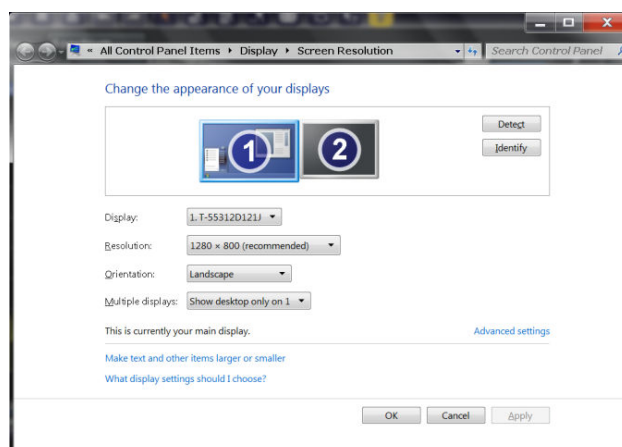 « All Control Panel Items ▸ Display ▸ Screen Resolution
Search Control Panel
Change the appearance of your displays
1
2
Detect
Identify
Display: 1. T-55312D121J
Resolution: 1280 × 800 (recommended)
Orientation: Landscape
Multiple displays: Show desktop only on 1
This is currently your main display.
Advanced settings
Make text and other items larger or smaller
What display settings should I choose?
OK Cancel Apply